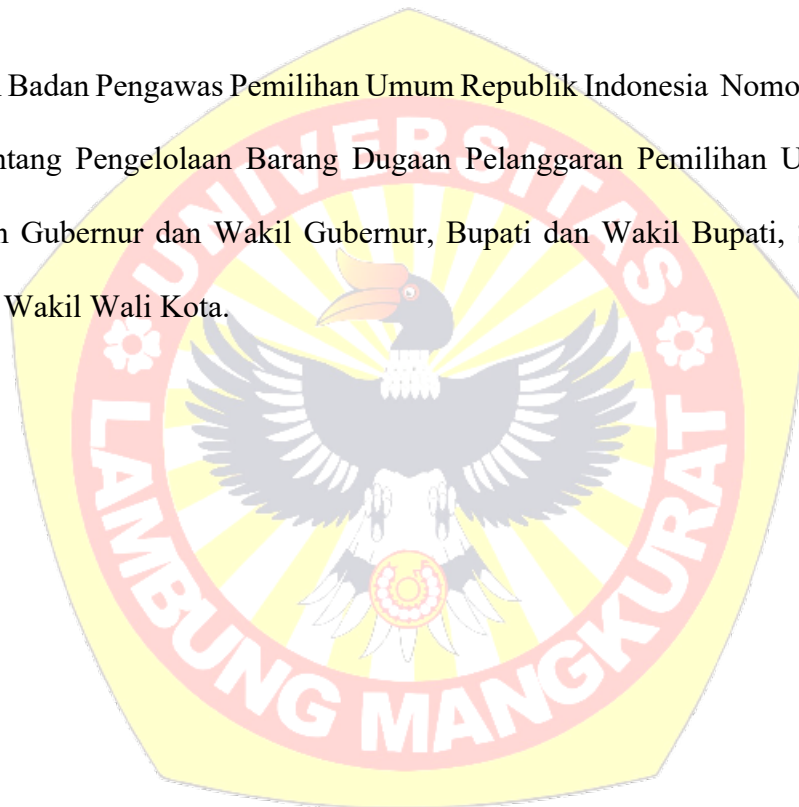 Badan Pengawas Pemilihan Umum Republik Indonesia Nomo
ntang Pengelolaan Barang Dugaan Pelanggaran Pemilihan U
n Gubernur dan Wakil Gubernur, Bupati dan Wakil Bupati,
Wakil Wali Kota.
UNIVERSITAS
LAMBUNG MANGKURAT